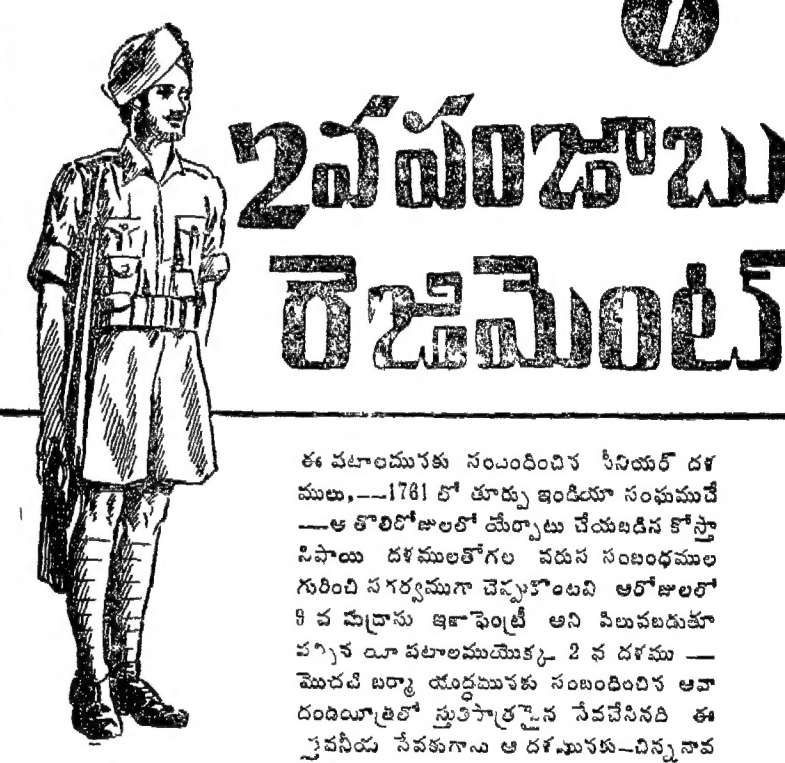 1
2వ పంజాబు
రెజిమెంట్
ఈ పటాలమునకు సంబంధించిన సీనియర్ దళ
ములు,—1761 లో తూర్పు ఇండియా సంఘముచే
—ఆ తొలిరోజులలో యేర్పాటు చేయబడిన కోస్తా
సిపాయి దళములతోగల వరుస సంబంధముల
గురించి సగర్వముగా చెప్పుకొంటవి ఆరోజులలో
9 వ మద్రాసు ఇన్ఫెంట్రీ అని పిలువబడుతూ
వచ్చిన యీ పటాలముయొక్క 2 వ దళము —
మొదటి బర్మా యుద్ధమునకు సంబంధించిన ఆవా
దండయాత్రలో స్తుతిపాత్రమైన సేవచేసినది ఈ
స్తవనీయ సేవకుగాను ఆ దళమునకు—చిన్న నావ